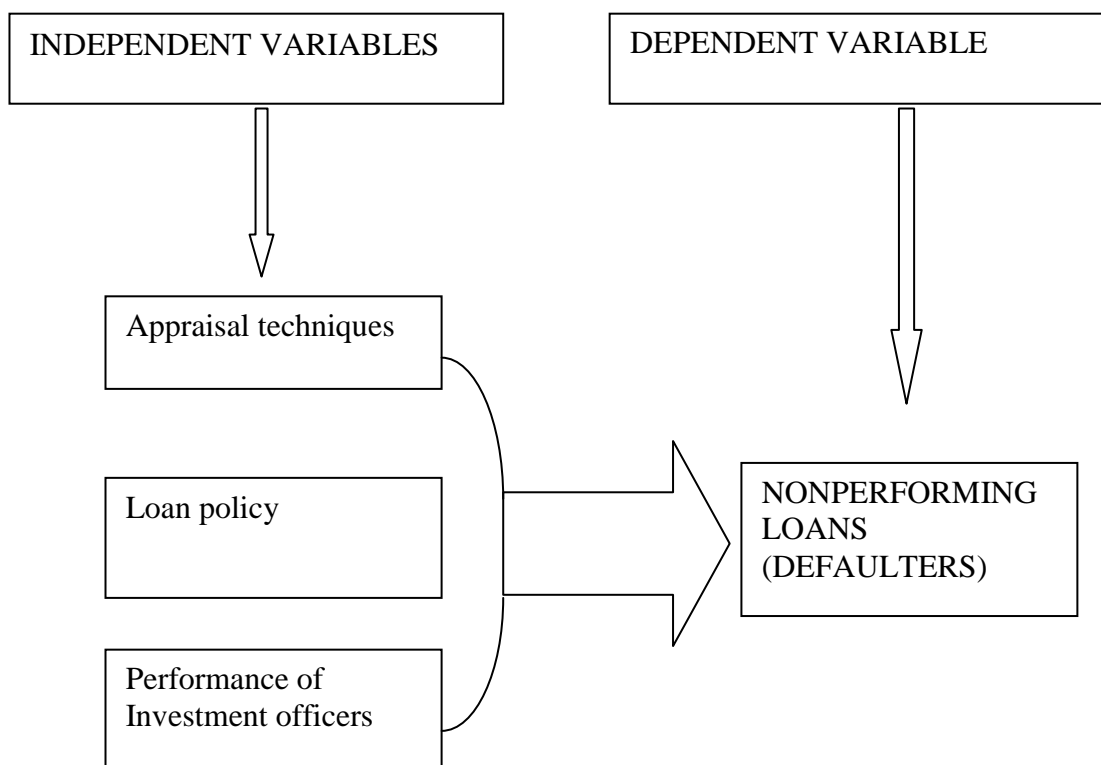 INDEPENDENT VARIABLES
DEPENDENT VARIABLE
Appraisal techniques
Loan policy
NONPERFORMING
LOANS
(DEFAULTERS)
Performance of
Investment officers